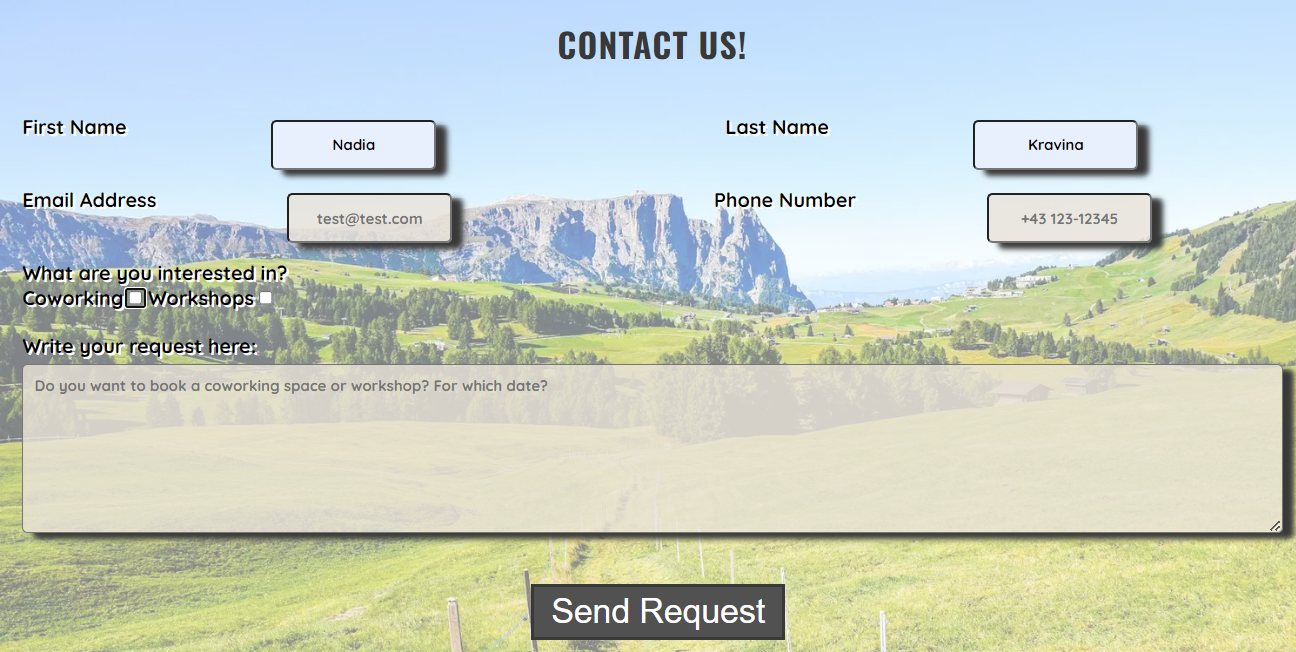 CONTACT US!
First Name
Nadia
Last Name
Kravina
Email Address
test@test.com
Phone Number
+43 123-12345
What are you interested in?
Coworking Workshops
Write your request here:
Do you want to book a coworking space or workshop? For which date?
Send Request